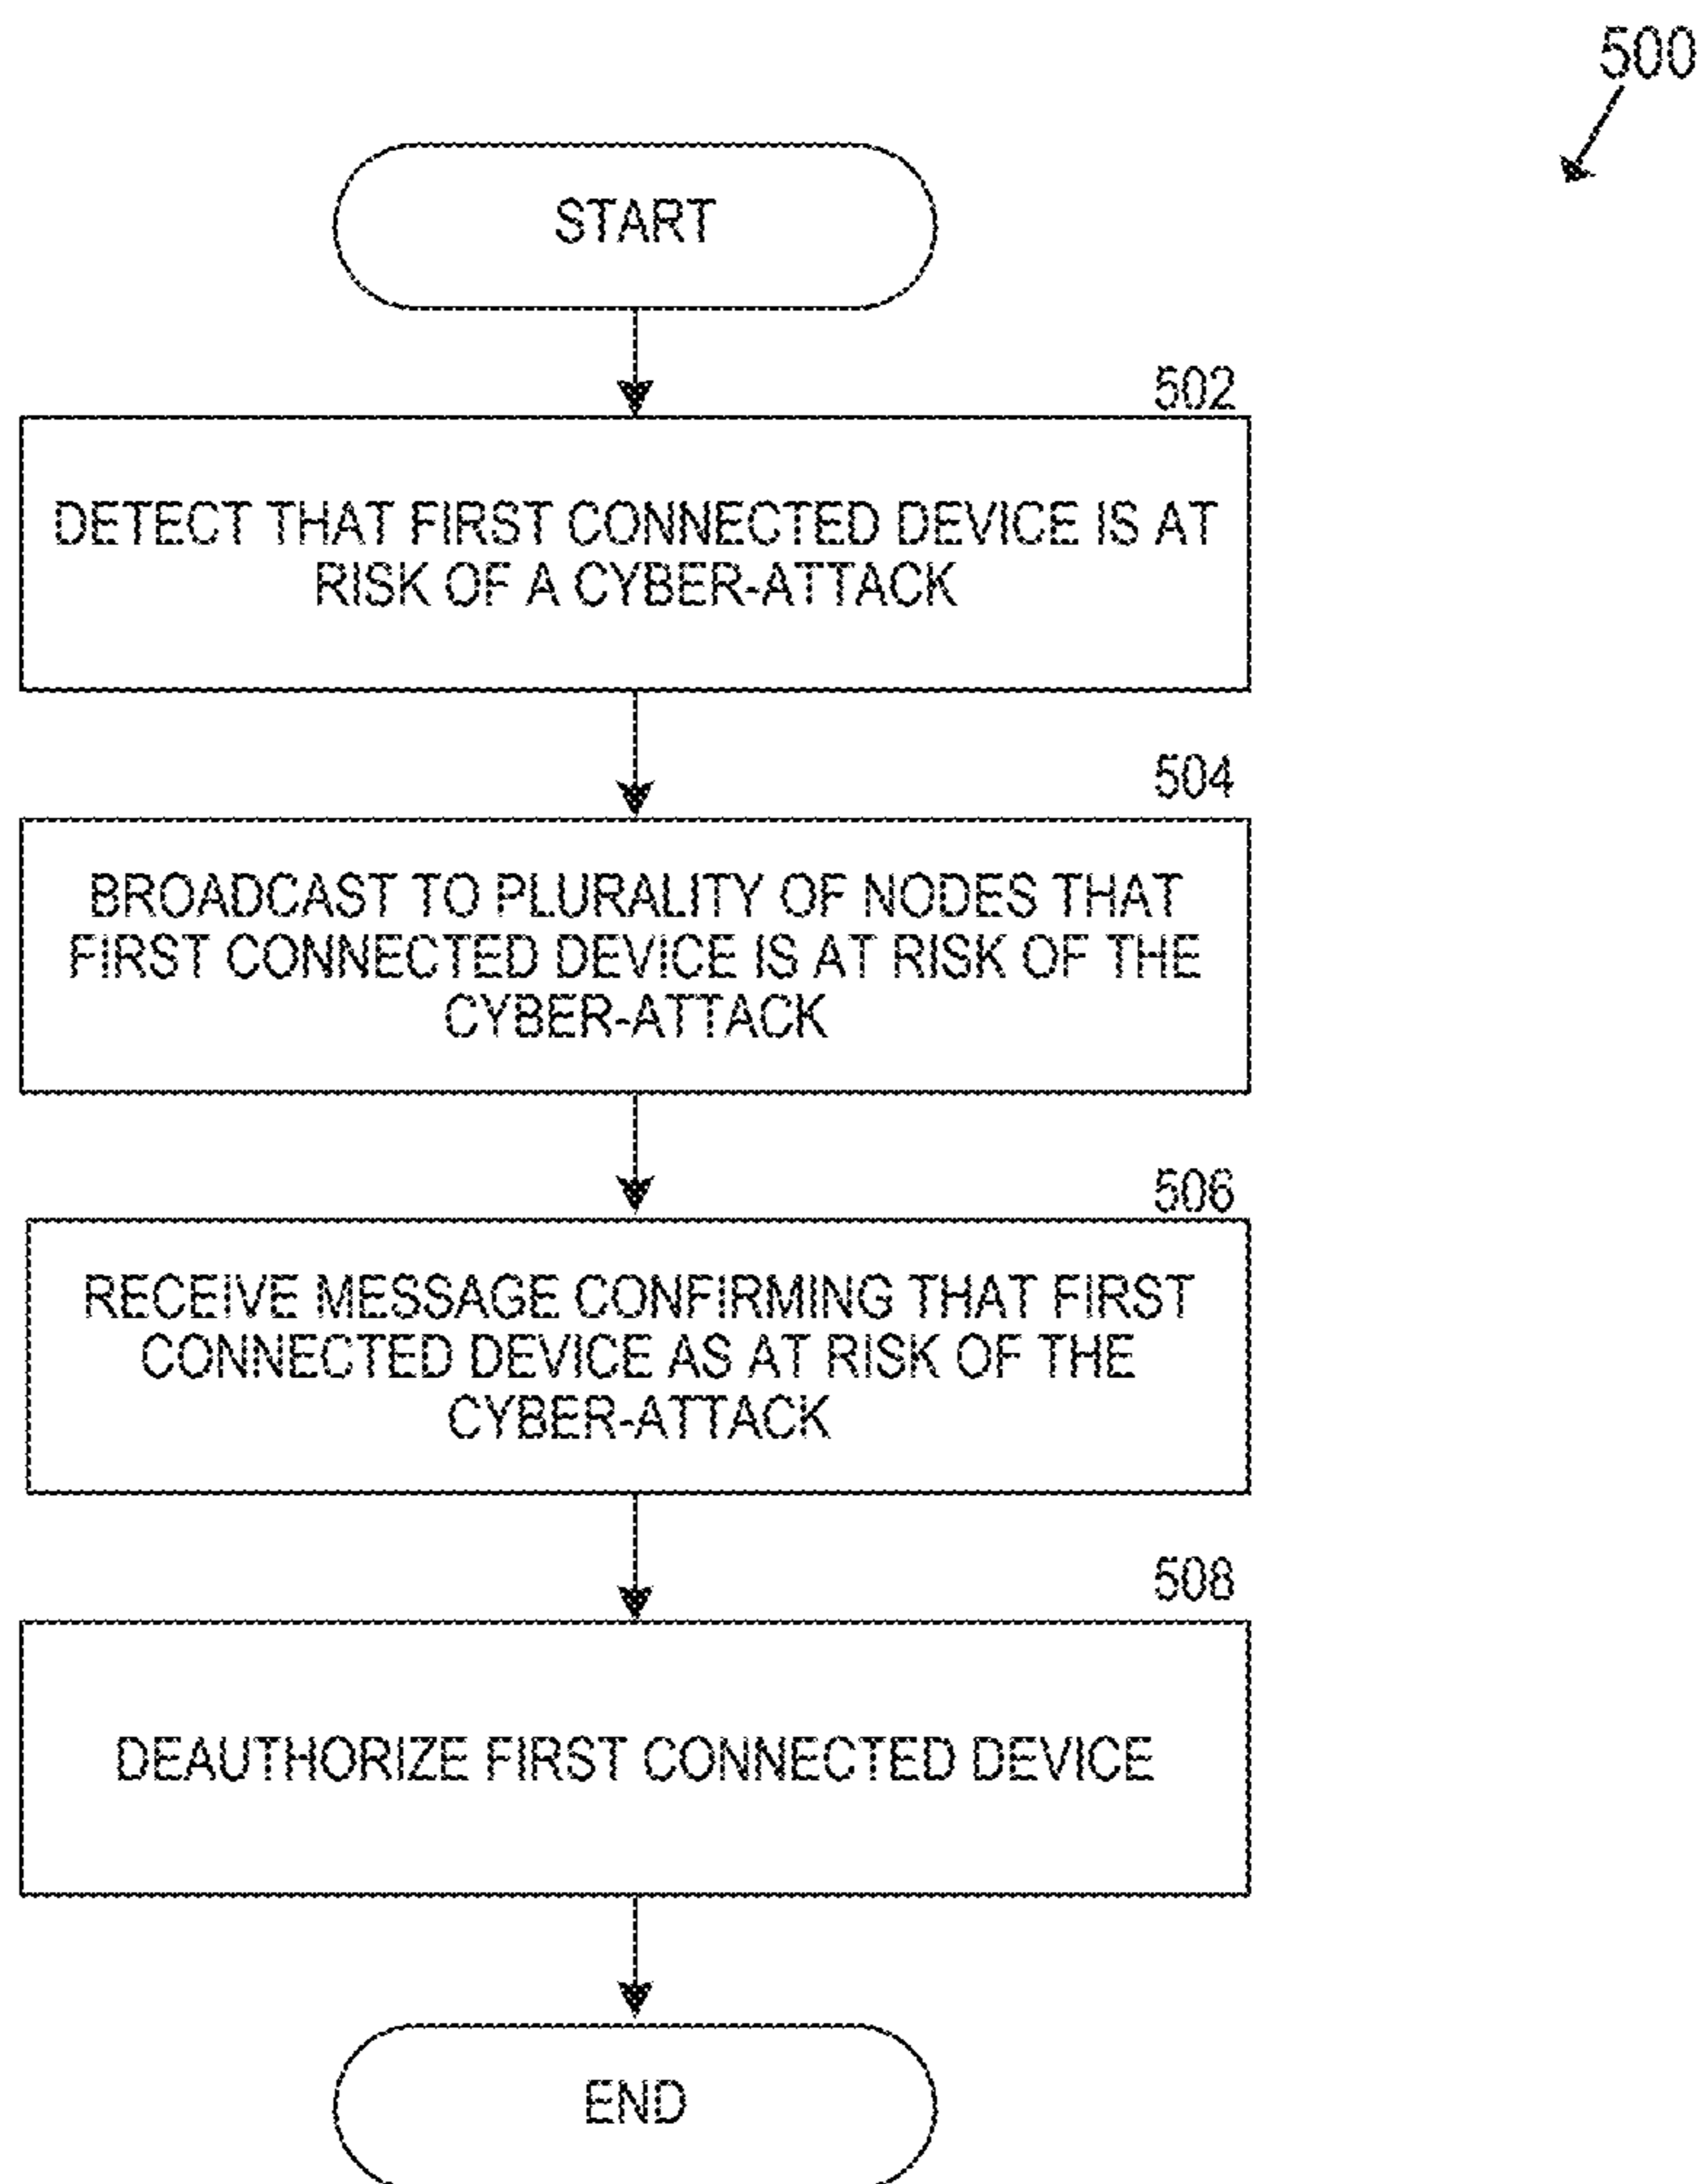 500
START
502
DETECT THAT FIRST CONNECTED DEVICE IS AT
RISK OF A CYBER-ATTACK
504
BROADCAST TO PLURALITY OF NODES THAT
FIRST CONNECTED DEVICE IS AT RISK OF THE
CYBER-ATTACK
506
RECEIVE MESSAGE CONFIRMING THAT FIRST
CONNECTED DEVICE AS AT RISK OF THE
CYBER-ATTACK
508
DEAUTHORIZE FIRST CONNECTED DEVICE
END